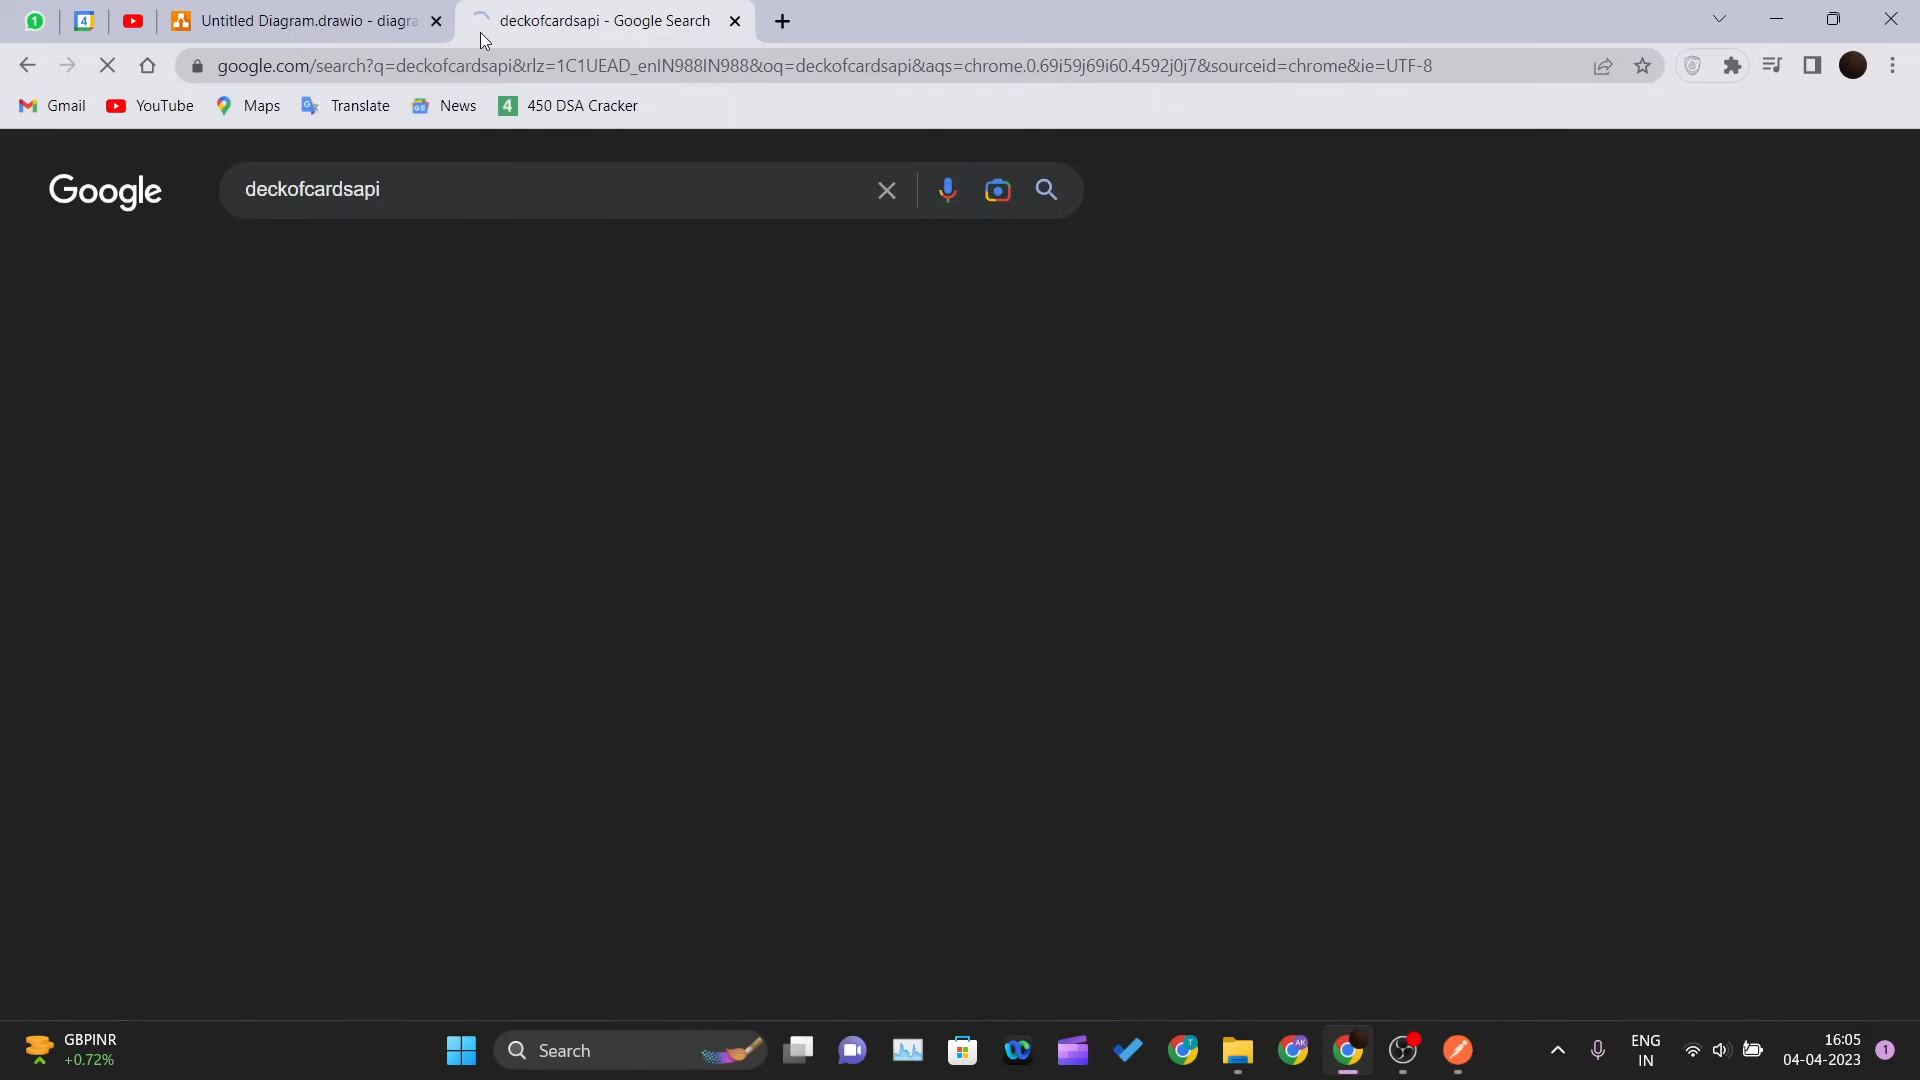 Untitled Diagram.drawio - diagra
deckofcardsapi - Google Search
google.com/search?q=deckofcardsapi&rlz=1C1UEAD_enIN988IN988&oq=deckofcardsapi&aqs=chrome.0.69i59j69i60.4592j0j7&sourceid=chrome&ie=UTF-8
Gmail YouTube Maps Translate News 4 450 DSA Cracker
Google deckofcardsapi
GBPINR
+0.72%
Search
ENG
IN
16:05
04-04-2023
1